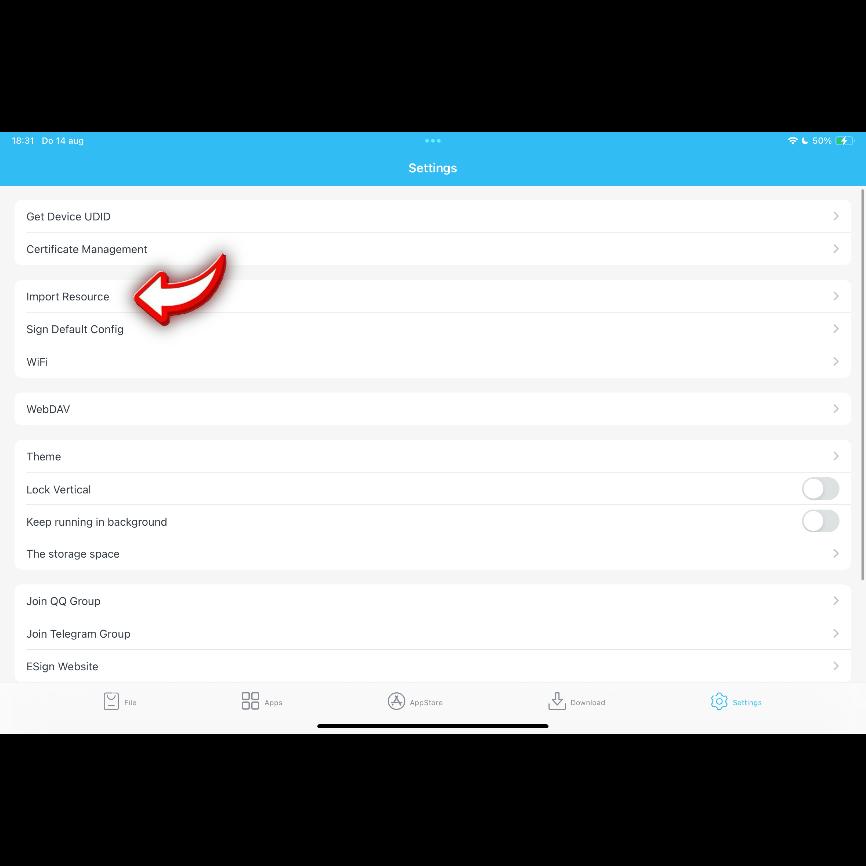 18:31 Do 14 aug 50%
Settings
Get Device UDID
Certificate Management
Import Resource
Sign Default Config
WiFi
WebDAV
Theme
Lock Vertical
Keep running in background
The storage space
Join QQ Group
Join Telegram Group
ESign Website
File Apps AppStore Download Settings